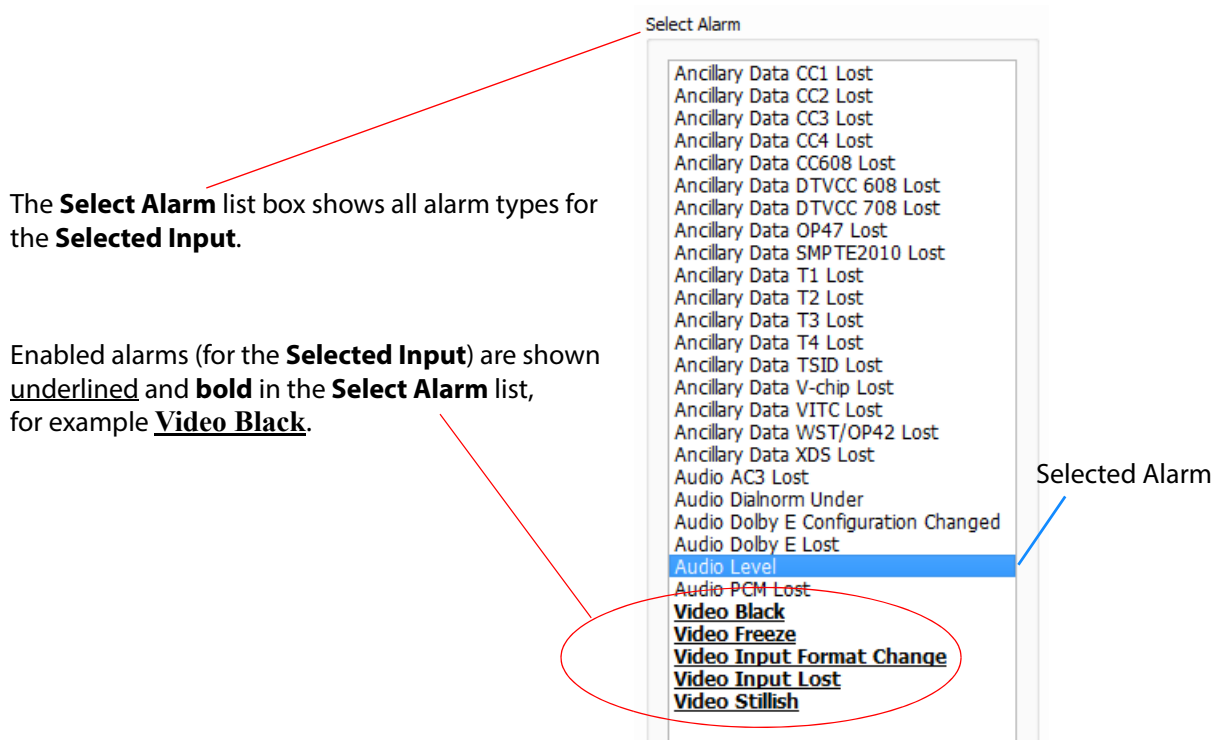 Select Alarm
Ancillary Data CC1 Lost
Ancillary Data CC2 Lost
Ancillary Data CC3 Lost
Ancillary Data CC4 Lost
Ancillary Data CC608 Lost
Ancillary Data DTVCC 608 Lost
Ancillary Data DTVCC 708 Lost
Ancillary Data OP47 Lost
Ancillary Data SMPTE2010 Lost
Ancillary Data T1 Lost
Ancillary Data T2 Lost
Ancillary Data T3 Lost
Ancillary Data T4 Lost
Ancillary Data TSID Lost
Ancillary Data V-chip Lost
Ancillary Data VITC Lost
Ancillary Data WST/OP42 Lost
Ancillary Data XDS Lost
Audio AC3 Lost
Audio Dialnorm Under
Audio Dolby E Configuration Changed
Audio Dolby E Lost
Audio Level
Audio PCM Lost
Video Black
Video Freeze
Video Input Format Change
Video Input Lost
Video Stillish
The Select Alarm list box shows all alarm types for
the Selected Input.
Enabled alarms (for the Selected Input) are shown
underlined and bold in the Select Alarm list,
for example Video Black.
Selected Alarm